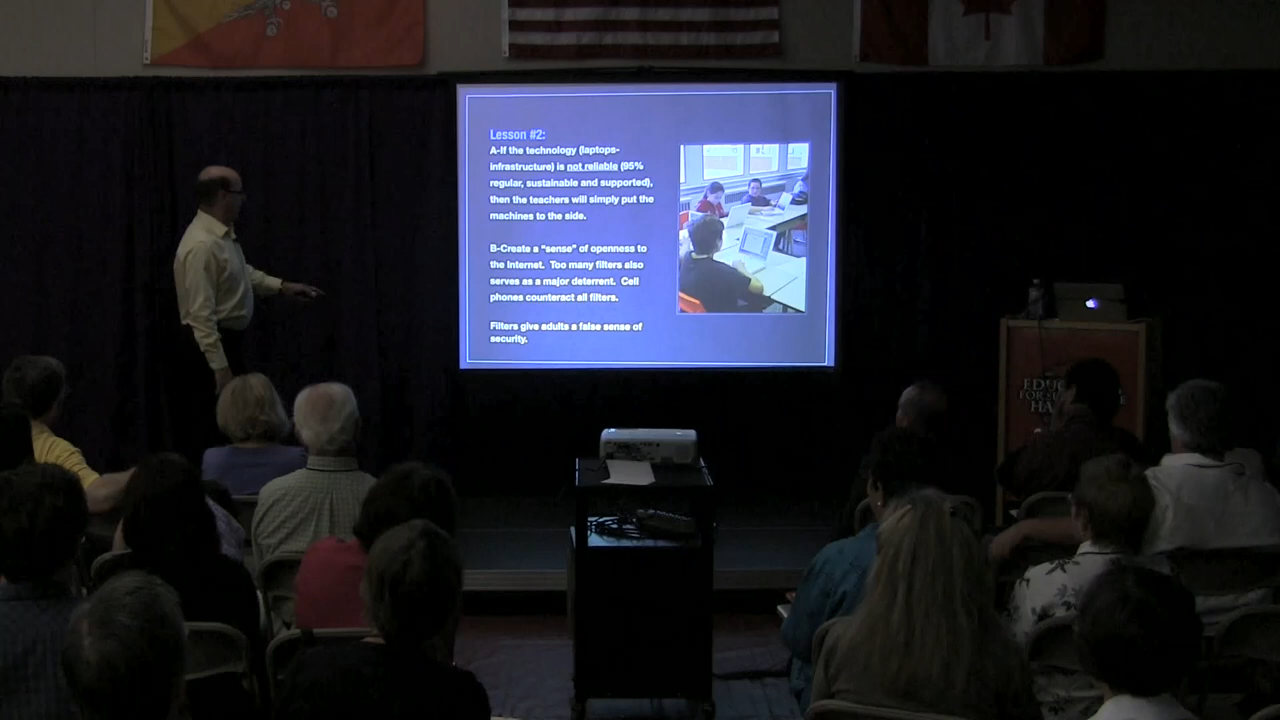 Lesson #2:
A-If the technology (laptops-
infrastructure) is not reliable (95%
regular, sustainable and supported),
then the teachers will simply put the
machines to the side.
B-Create a "sense" of openness to
the internet. Too many filters also
serves as a major deterrent. Cell
phones counteract all filters.
Filters give adults a false sense of
security.